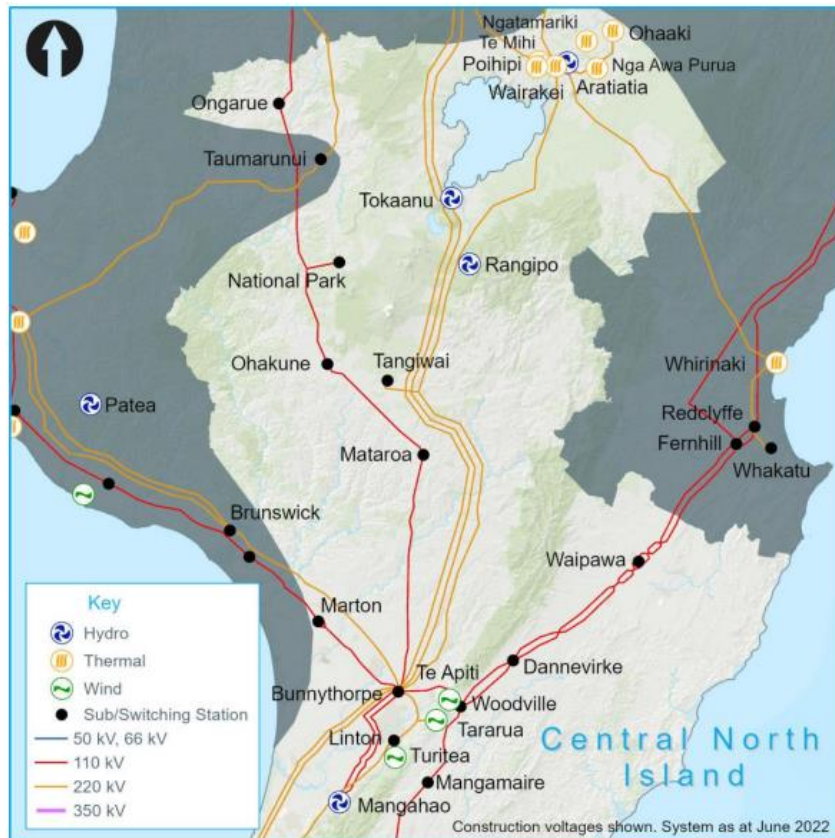 Ngatamariki
Ohaaki
Te Mihi
Poihipi
Nga Awa Purua
Wairakei
Aratiatia
Ongarue
Taumarunui
Tokaanu
Rangipo
National Park
Ohakune
Tangiwai
Whirinaki
Patea
Redclyffe
Fernhill
Mataroa
Whakatu
Brunswick
Waipawa
Key
Hydro
Thermal
Wind
Sub/Switching Station
50 kV, 66 kV
110 kV
220 kV
350 kV
Marton
Te Apiti
Dannevirke
Bunnythorpe
Woodville
Tararua
Linton
Turitea
Mangamaire
Mangahao
Central North
Island
Construction voltages shown. System as at June 2022